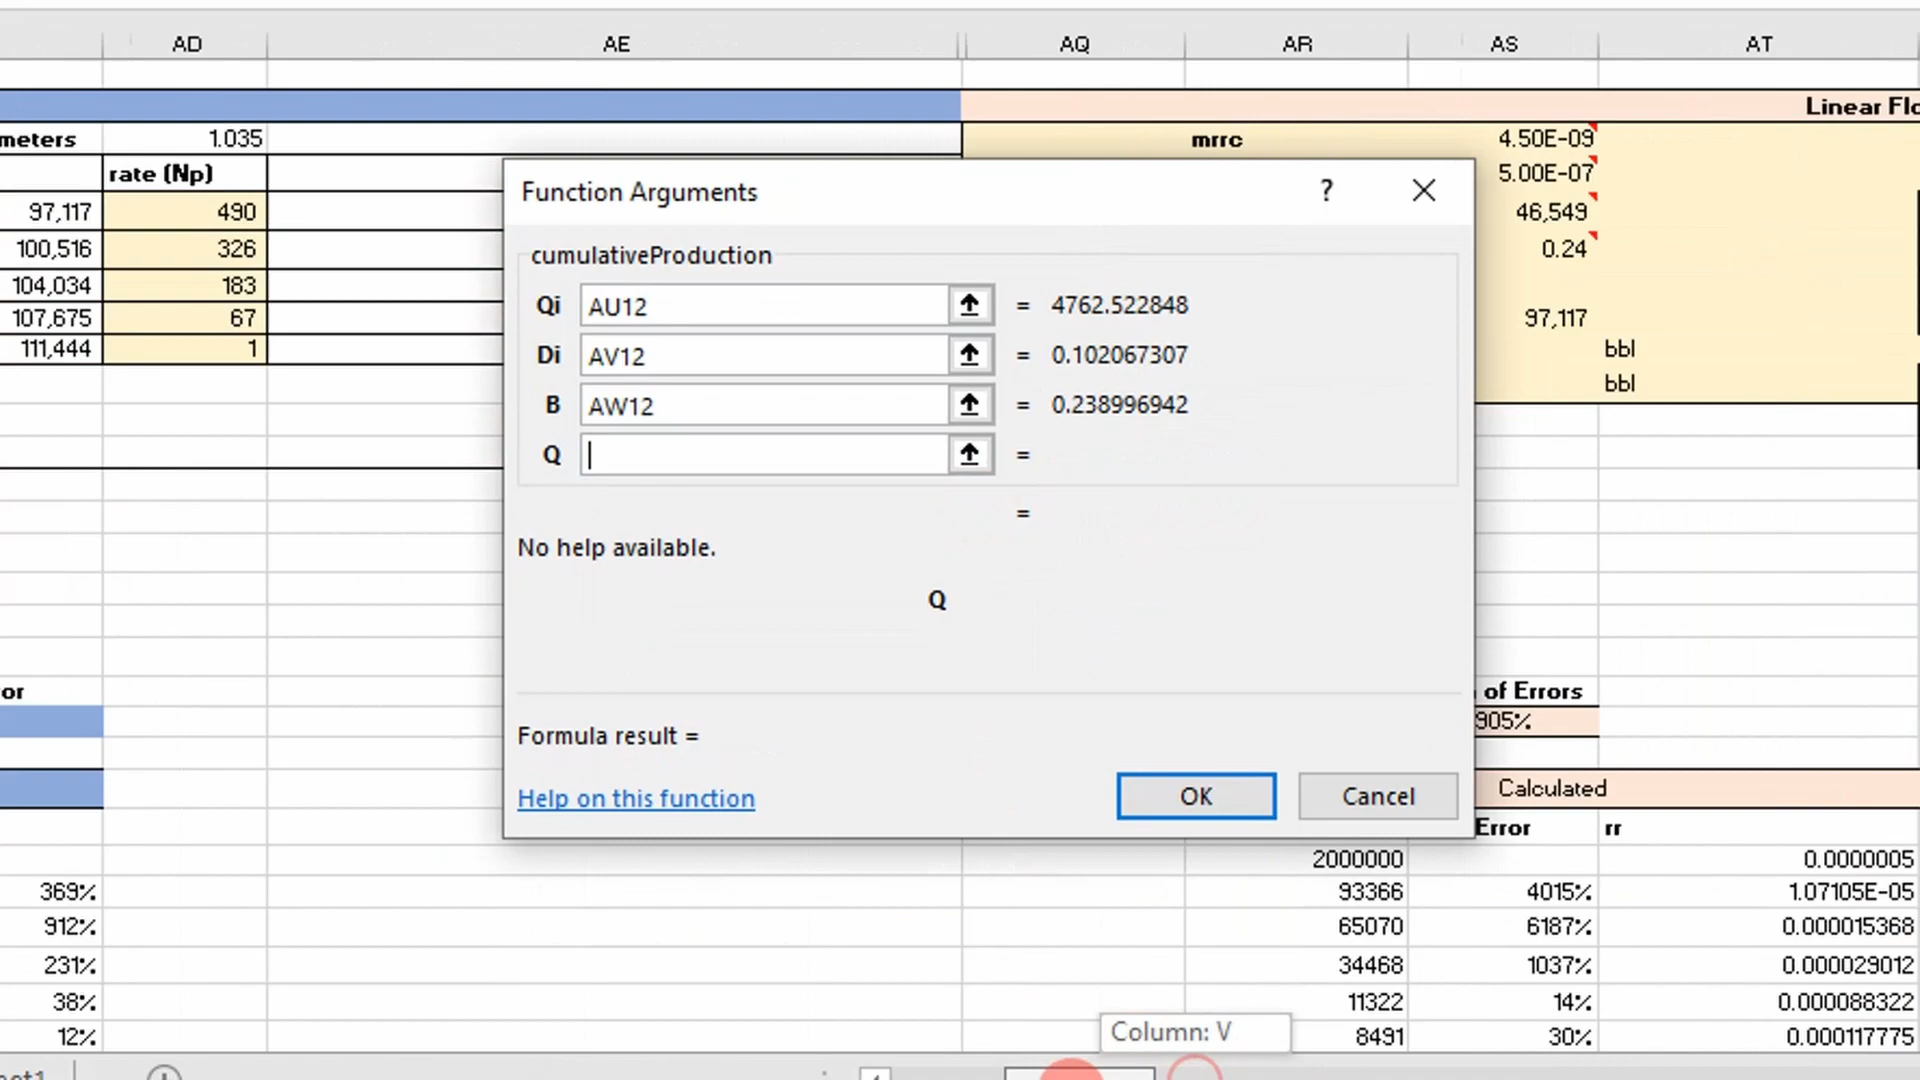 AD AE AQ AR AS AT
Linear Flo
meters 1.035 mrrc 4.50E-09
rate (Np) 5.00E-07
97,117 490 46,549
100,516 326 0.24
104,034 183
107,675 67 97,117
111,444 1 bbl
bbl
Function Arguments ?
cumulativeProduction
Qi AU12 = 4762.522848
Di AV12 = 0.102067307
B AW12 = 0.238996942
Q =
=
No help available.
Q
Formula result =
Help on this function OK Cancel
or of Errors
905%
Calculated
Error rr
2000000 0.0000005
369% 93366 4015% 1.07105E-05
912% 65070 6187% 0.000015368
231% 34468 1037% 0.000029012
38% 11322 14% 0.000088322
12% 8491 30% 0.000117775
Column: V